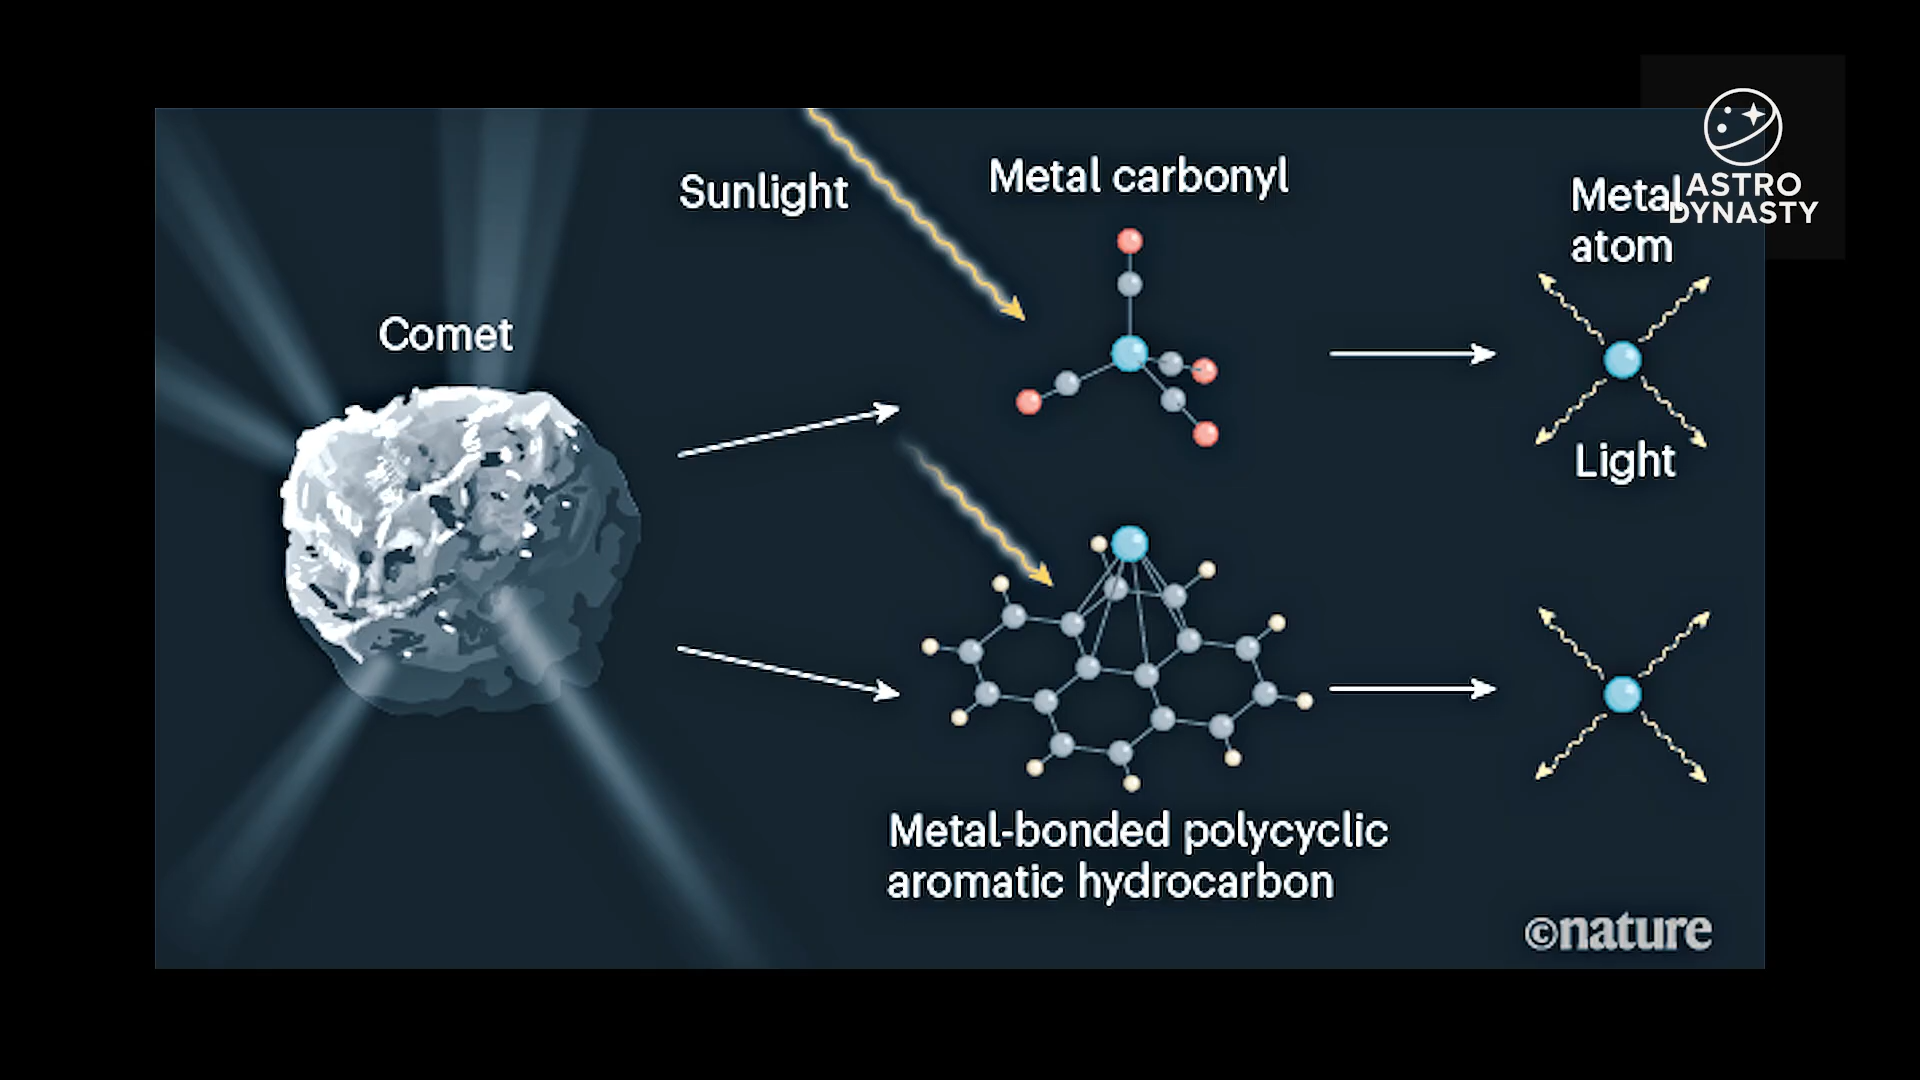 Sunlight
Metal carbonyl
Metal
atom
ASTRO
DYNASTY
Comet
Light
Metal-bonded polycyclic
aromatic hydrocarbon
©nature